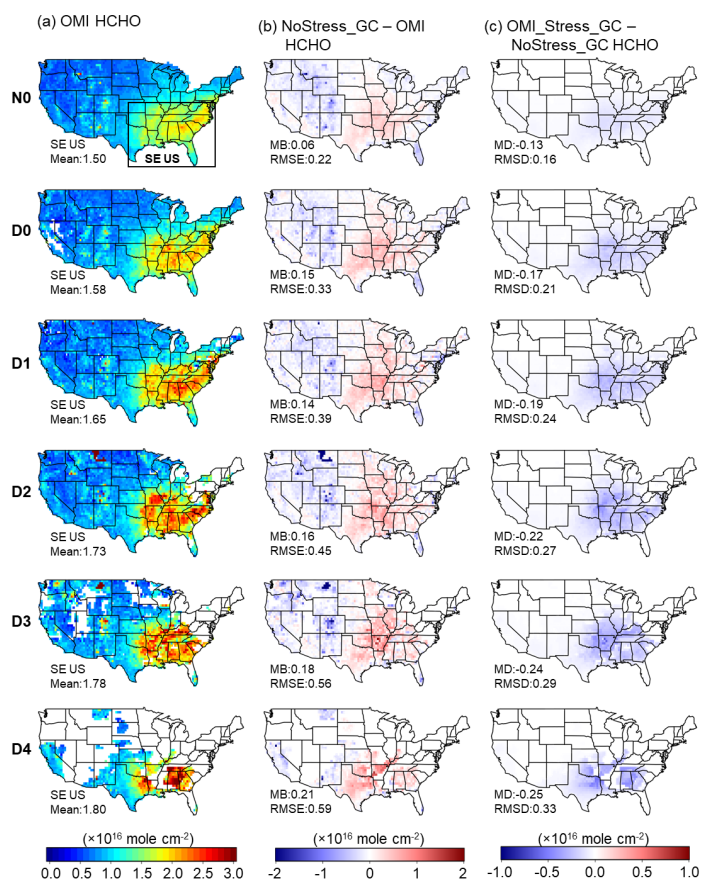 (a) OMI HCHO
(b) NoStress_GC – OMI
HCHO
(c) OMI_Stress_GC –
NoStress_GC HCHO
N0
SE US
Mean:1.50
SE US
MB:0.06
RMSE:0.22
MD:-0.13
RMSD:0.16
D0
SE US
Mean:1.58
MB:0.15
RMSE:0.33
MD:-0.17
RMSD:0.21
D1
SE US
Mean:1.65
MB:0.14
RMSE:0.39
MD:-0.19
RMSD:0.24
D2
SE US
Mean:1.73
MB:0.16
RMSE:0.45
MD:-0.22
RMSD:0.27
D3
SE US
Mean:1.78
MB:0.18
RMSE:0.56
MD:-0.24
RMSD:0.29
D4
SE US
Mean:1.80
MB:0.21
RMSE:0.59
MD:-0.25
RMSD:0.33
(×10¹⁶ mole cm⁻²)
(×10¹⁶ mole cm⁻²)
(×10¹⁶ mole cm⁻²)
0.0 0.5 1.0 1.5 2.0 2.5 3.0
-2 -1 0 1 2
-1.0 -0.5 0.0 0.5 1.0